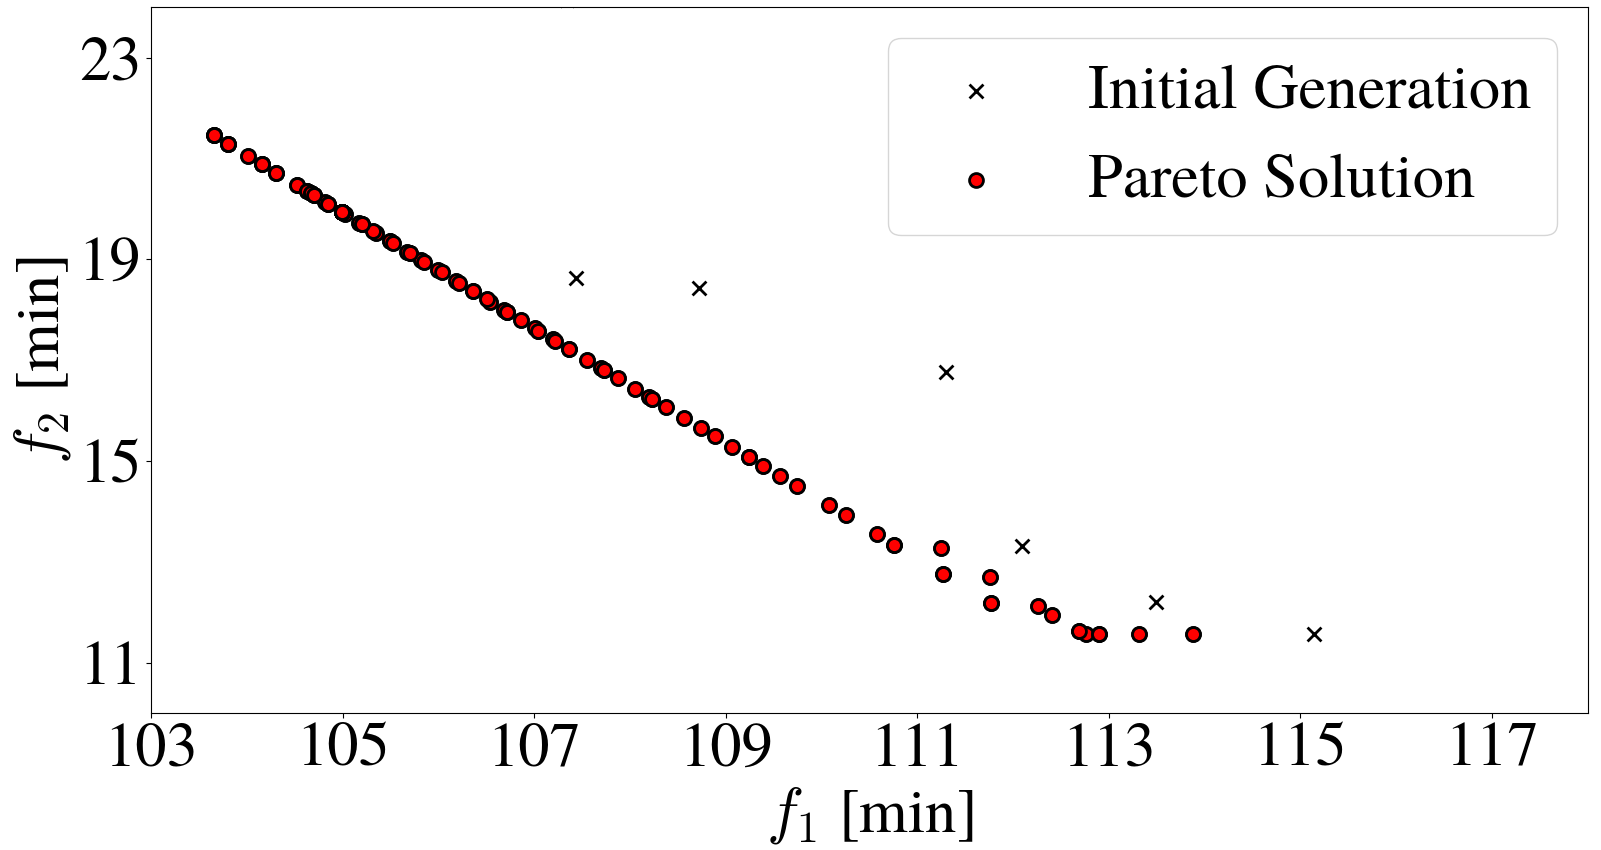 23
19
15
11
f₂ [min]
Initial Generation
Pareto Solution
103 105 107 109 111 113 115 117
f₁ [min]